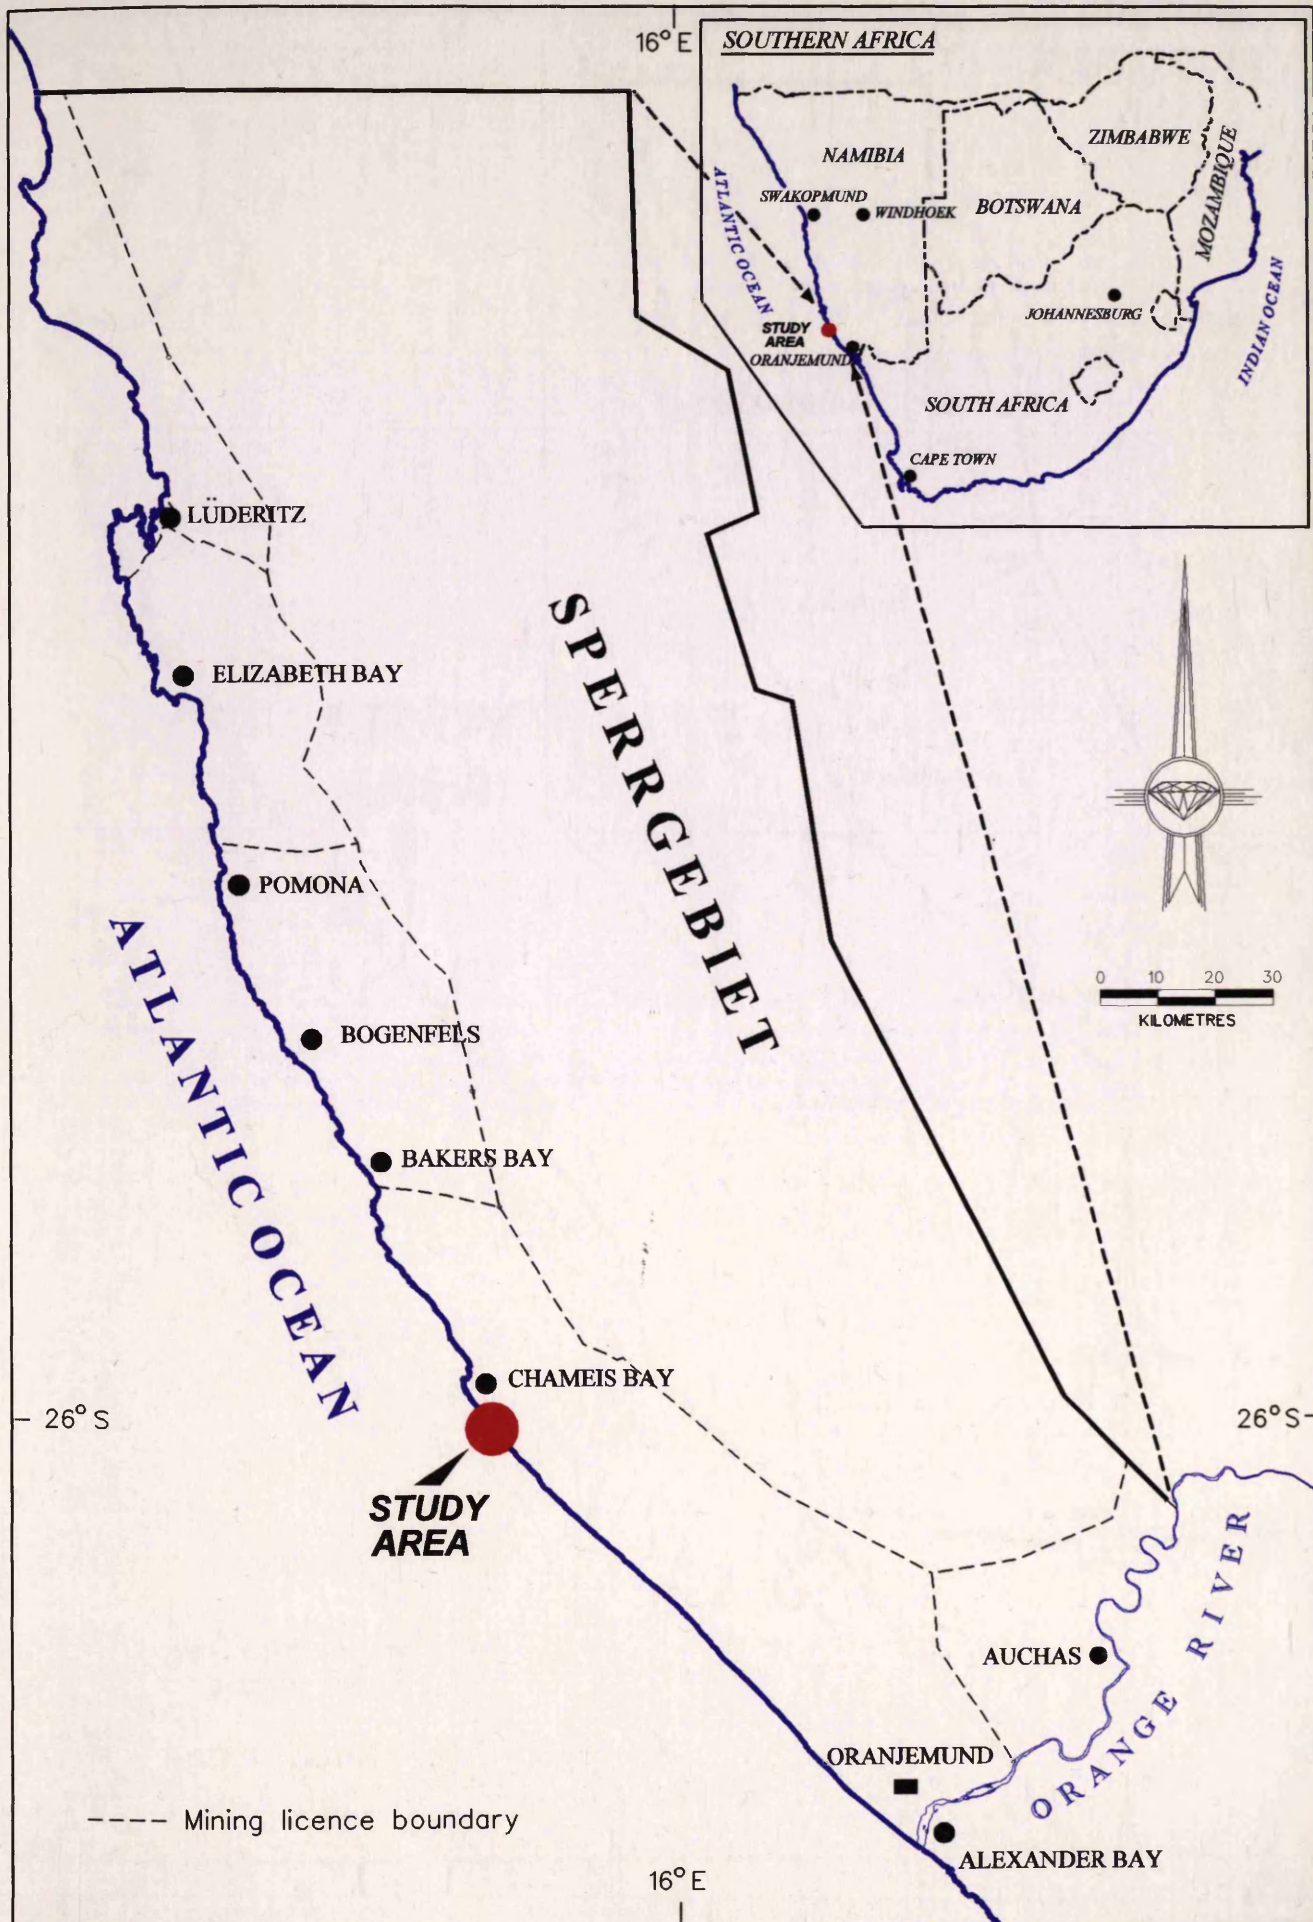 16° E
SOUTHERN AFRICA
NAMIBIA
ZIMBABWE
MOZAMBIQUE
SWAKOPMUND
WINDHOEK
BOTSWANA
ATLANTIC OCEAN
JOHANNESBURG
INDIAN OCEAN
STUDY
AREA
ORANJEMUND
SOUTH AFRICA
CAPE TOWN
LÜDERITZ
ELIZABETH BAY
SPERRGEBIET
POMONA
ATLANTIC OCEAN
0 10 20 30
KILOMETRES
BOGENFELS
BAKERS BAY
CHAMEIS BAY
26° S
26° S
STUDY
AREA
AUCHAS
ORANGE RIVER
ORANJEMUND
Mining licence boundary
ALEXANDER BAY
16° E